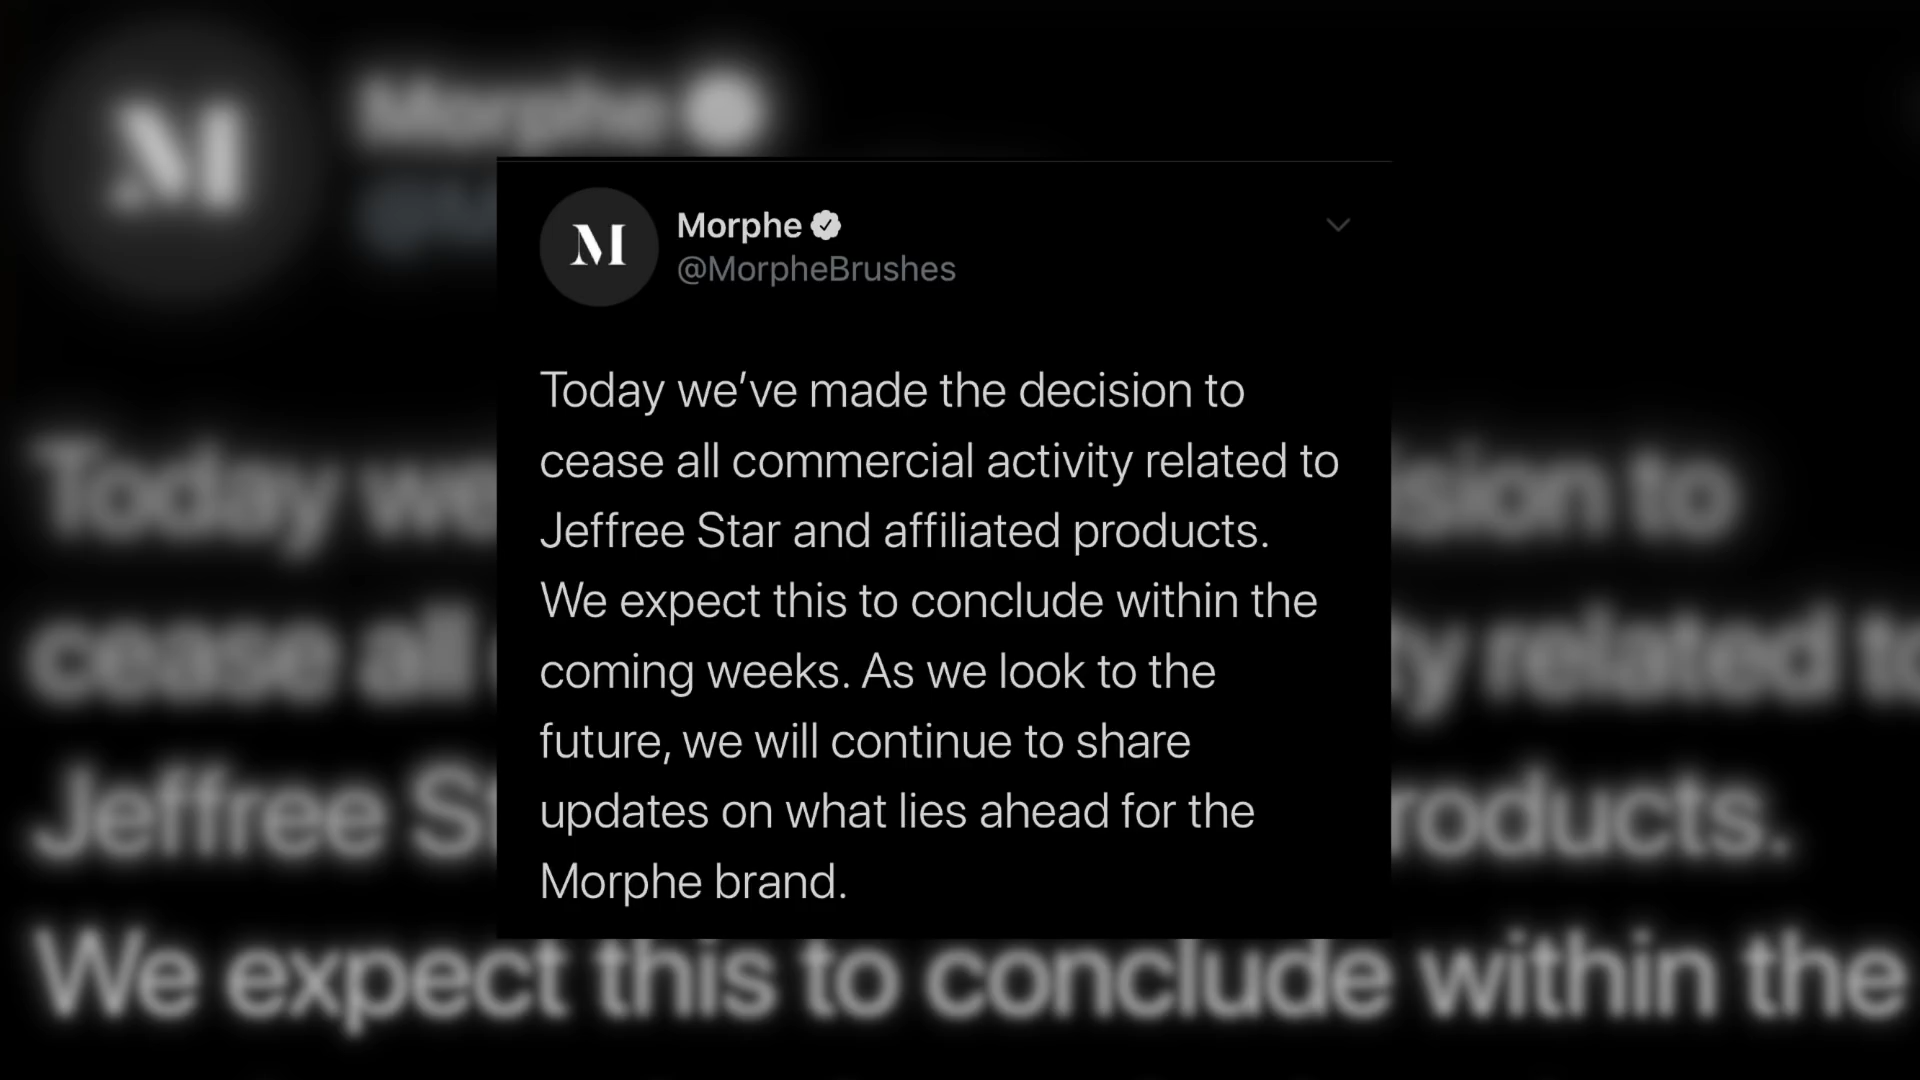 Morphe
@MorpheBrushes
Today we’ve made the decision to
cease all commercial activity related to
Jeffree Star and affiliated products.
We expect this to conclude within the
coming weeks. As we look to the
future, we will continue to share
updates on what lies ahead for the
Morphe brand.